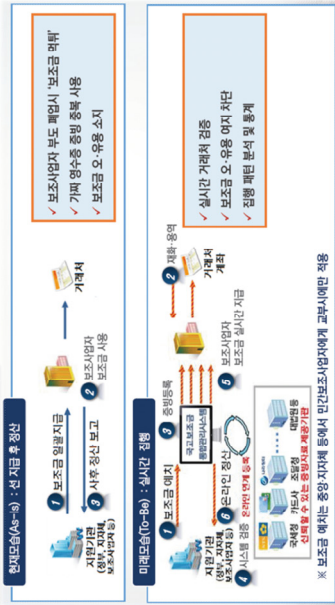 현재모습(As-is) : 선 지급 후 정산
1 보조금 일괄지급
3 사후정산 보고
지원기관
(정부, 지자체,
보조사업자 등)
2 보조사업자
보조금 사용
거래처
✓ 보조사업자 부도 폐업시 '보조금 먹튀'
✓ 가짜 영수증 증빙 중복 사용
✓ 보조금 오·유용 소지
미래모습(To-Be) : 실시간 집행
1 보조금 예치
지원기관
(정부, 지자체,
보조사업자 등)
4 시스템 검증
3 증빙등록
국고보조금
통합관리시스템
6 온라인 정산
온라인 연계 등록
5 보조사업자
보조금 실시간 지급
2 재화·용역
거래처
계좌
국세청 카드사 조달청 대법원등
신뢰할 수 있는 증빙자료 제공기관
✓ 실시간 거래처 검증
✓ 보조금 오·유용 여지 차단
✓ 집행 패턴 분석 및 통계
※ 보조금 예치는 중앙·지자체 등에서 민간보조사업자에게 교부시에만 적용